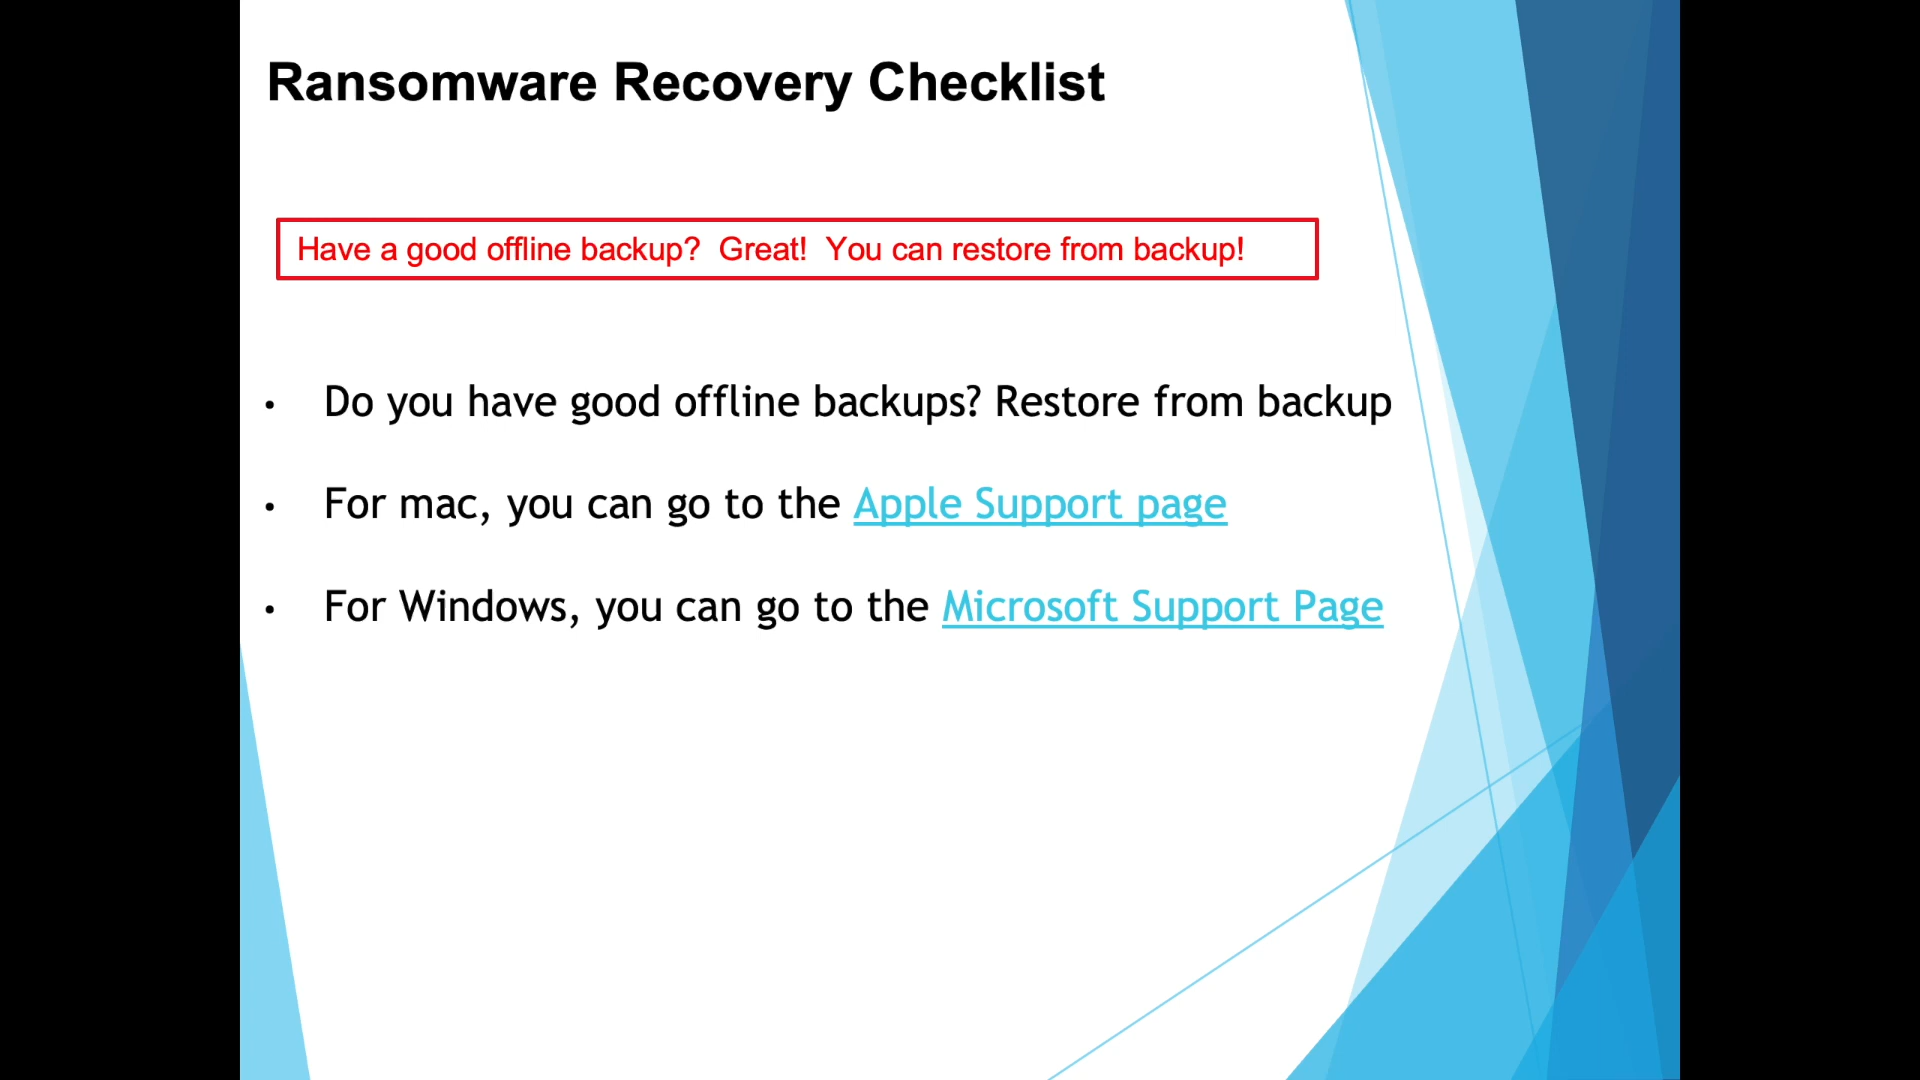 Ransomware Recovery Checklist
Have a good offline backup?  Great!  You can restore from backup!
• Do you have good offline backups? Restore from backup
• For mac, you can go to the Apple Support page
• For Windows, you can go to the Microsoft Support Page